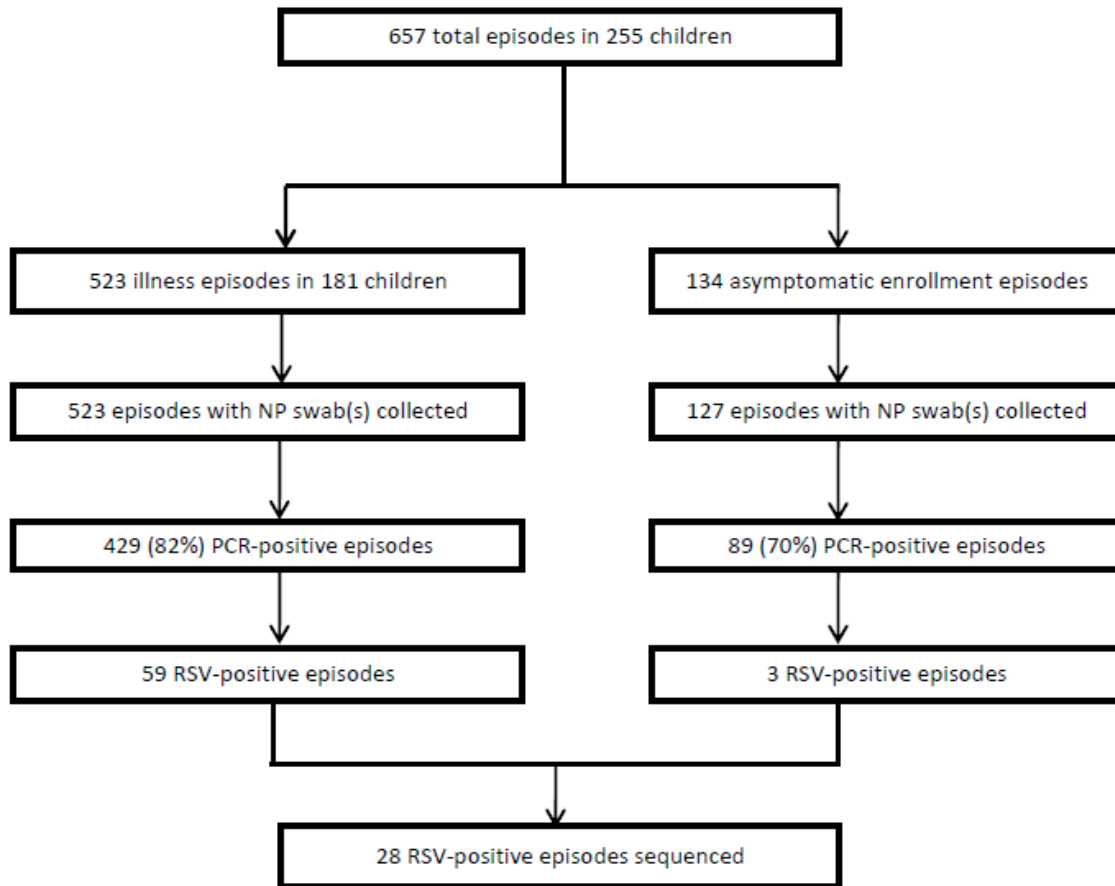 657 total episodes in 255 children
523 illness episodes in 181 children
134 asymptomatic enrollment episodes
523 episodes with NP swab(s) collected
127 episodes with NP swab(s) collected
429 (82%) PCR-positive episodes
89 (70%) PCR-positive episodes
59 RSV-positive episodes
3 RSV-positive episodes
28 RSV-positive episodes sequenced